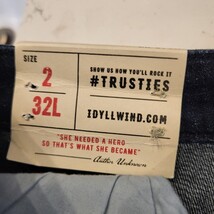 SIZE
2
32L
SHOW US HOW YOU'LL ROCK IT
#TRUSTIES
IDYLLWIND.COM
"SHE NEEDED A HERO
SO THAT'S WHAT SHE BECAME"
Author Unknown